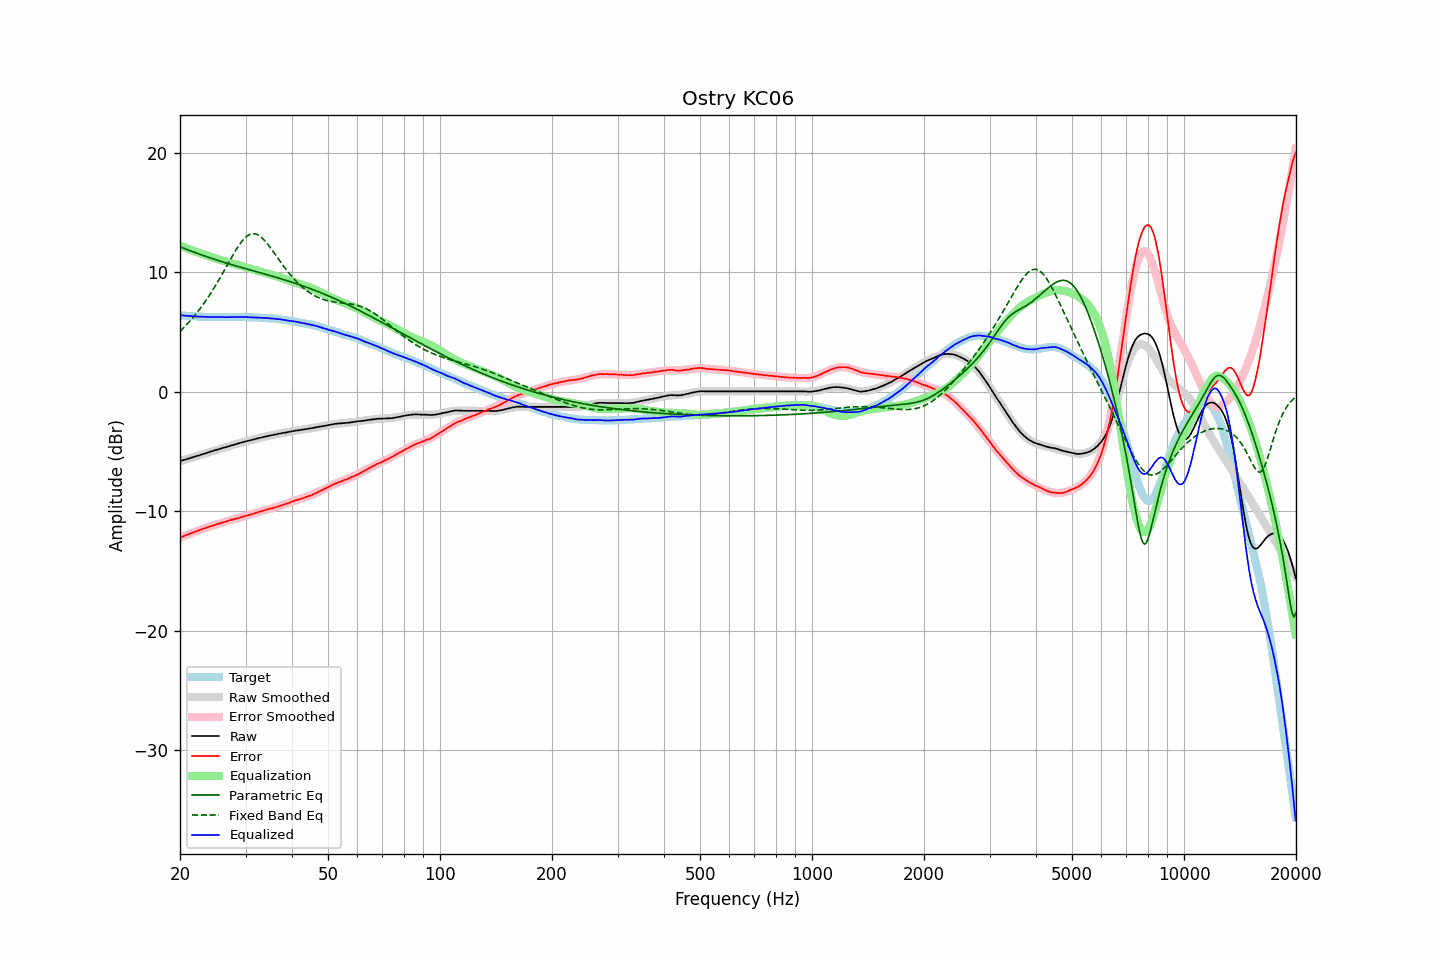 Ostry KC06
20
10
0
−10
−20
−30
Amplitude (dBr)
Target
Raw Smoothed
Error Smoothed
Raw
Error
Equalization
Parametric Eq
Fixed Band Eq
Equalized
20 50 100 200 500 1000 2000 5000 10000 20000
Frequency (Hz)